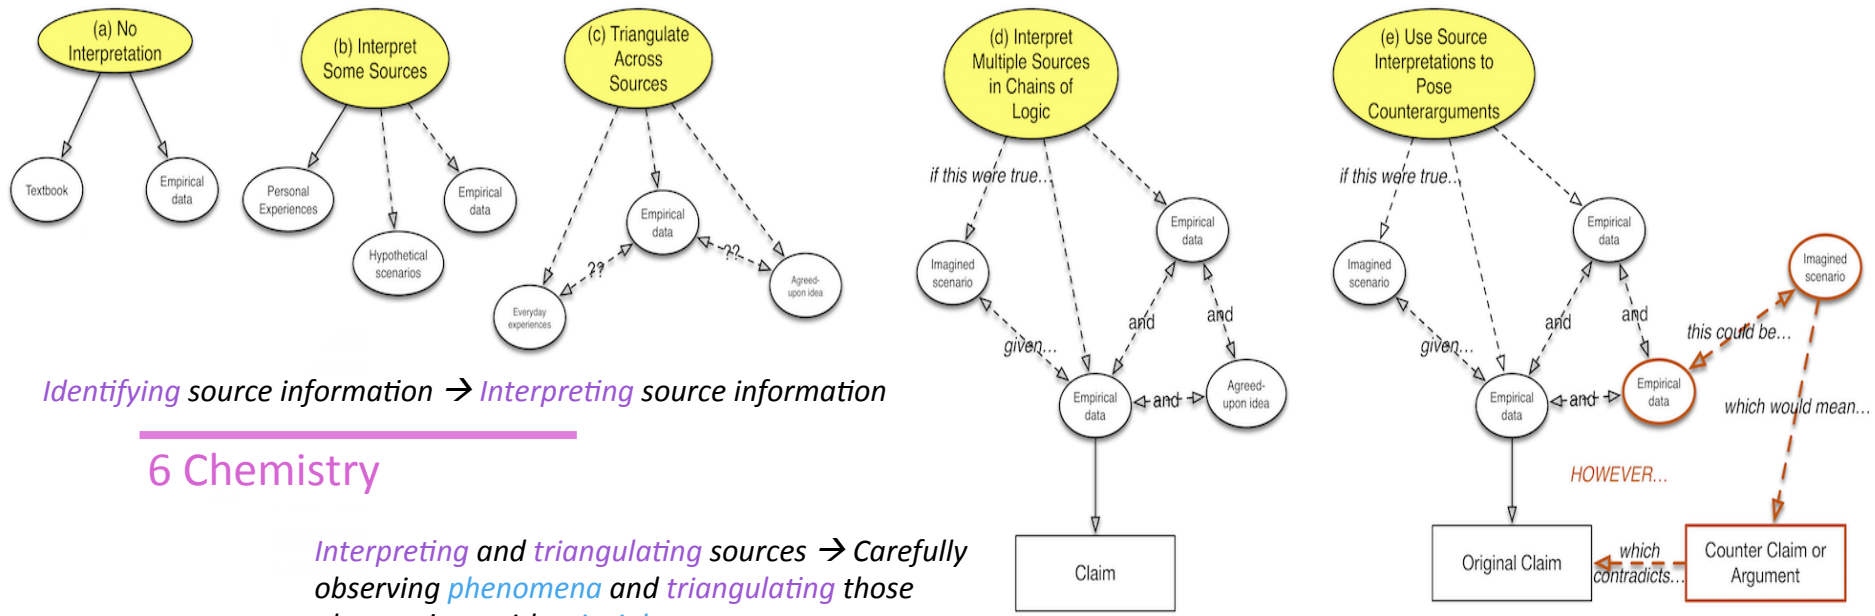 (a) No
Interpretation
Textbook
Empirical
data
(b) Interpret
Some Sources
Personal
Experiences
Hypothetical
scenarios
Empirical
data
(c) Triangulate
Across
Sources
Empirical
data
??
??
Everyday
experiences
Agreed-
upon idea
(d) Interpret
Multiple Sources
in Chains of
Logic
if this were true...
Empirical
data
Imagined
scenario
and
and
given...
Empirical
data
and
Agreed-
upon idea
Claim
(e) Use Source
Interpretations to
Pose
Counterarguments
if this were true...
Empirical
data
Imagined
scenario
Imagined
scenario
and
and
this could be...
given...
Empirical
data
and
Empirical
data
which would mean...
HOWEVER...
Original Claim
which
contradicts...
Counter Claim or
Argument
Identifying source information → Interpreting source information
6 Chemistry
Interpreting and triangulating sources → Carefully
observing phenomena and triangulating those